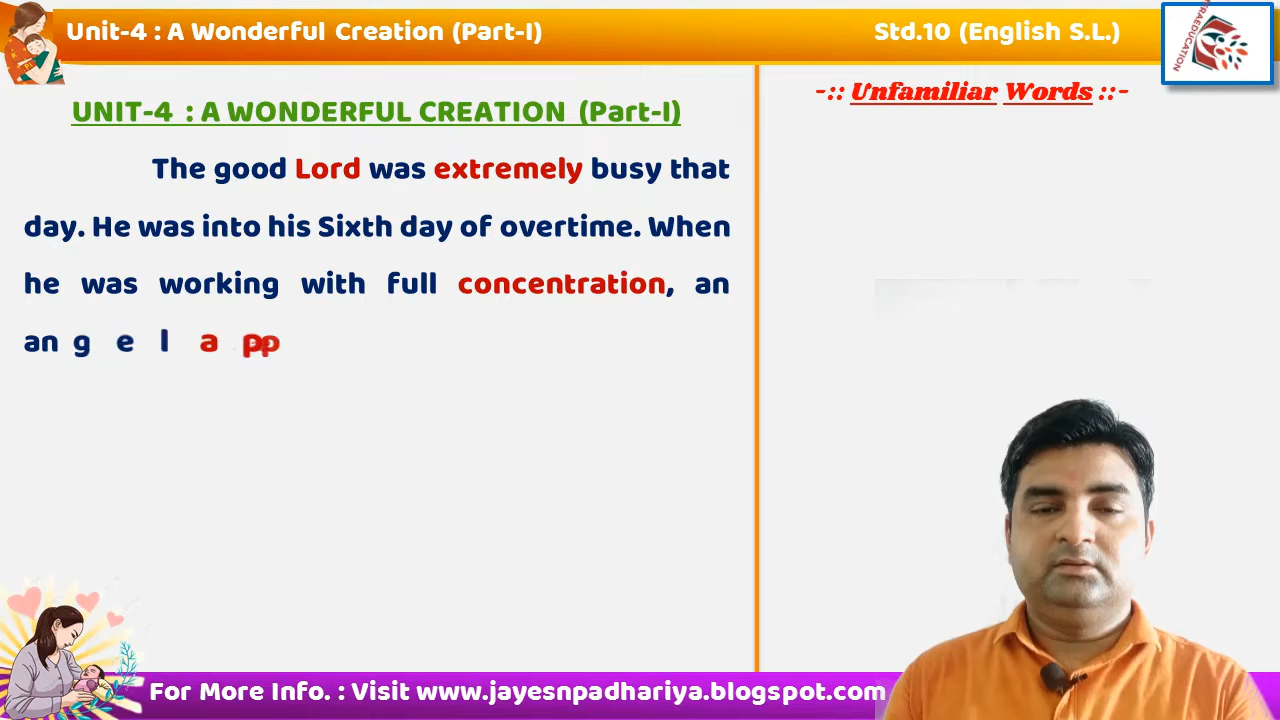 Unit-4 : A Wonderful Creation (Part-I)
Std.10 (English S.L.)
UNIT-4 : A WONDERFUL CREATION (Part-I)
The good Lord was extremely busy that
day. He was into his Sixth day of overtime. When
he was working with full concentration, an
angel app
-:: Unfamiliar Words ::-
For More Info. : Visit www.jayesnpadhariya.blogspot.com